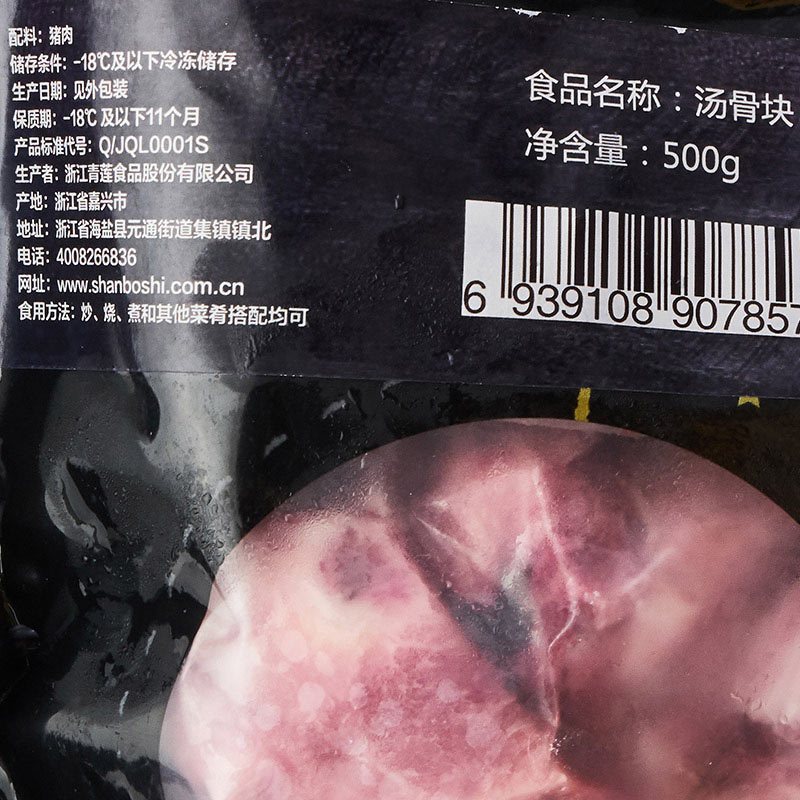 配料：猪肉
储存条件：-18℃及以下冷冻储存
生产日期：见外包装
保质期：-18℃ 及以下11个月
产品标准代号：Q/JQL0001S
生产者：浙江青莲食品股份有限公司
产地：浙江省嘉兴市
地址：浙江省海盐县元通街道集镇镇北
电话：4008266836
网址：www.shanboshi.com.cn
食用方法：炒、烧、煮和其他菜肴搭配均可
食品名称：汤骨块
净含量：500g
6 939108 907857